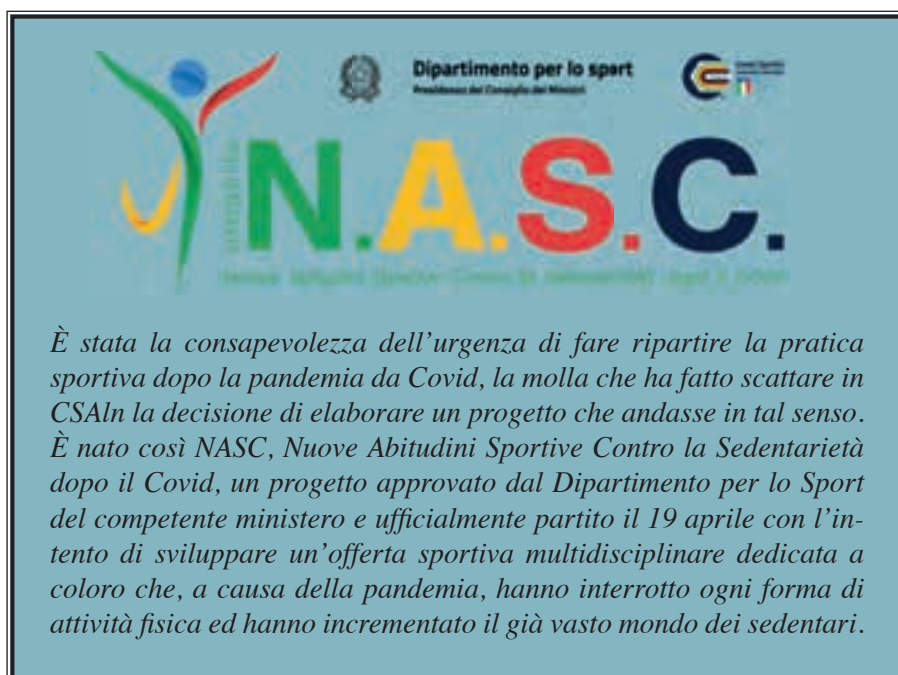 Dipartimento per lo sport
Presidenza del Consiglio dei Ministri
N.A.S.C.
È stata la consapevolezza dell’urgenza di fare ripartire la pratica
sportiva dopo la pandemia da Covid, la molla che ha fatto scattare in
CSAln la decisione di elaborare un progetto che andasse in tal senso.
È nato così NASC, Nuove Abitudini Sportive Contro la Sedentarietà
dopo il Covid, un progetto approvato dal Dipartimento per lo Sport
del competente ministero e ufficialmente partito il 19 aprile con l’in-
tento di sviluppare un’offerta sportiva multidisciplinare dedicata a
coloro che, a causa della pandemia, hanno interrotto ogni forma di
attività fisica ed hanno incrementato il già vasto mondo dei sedentari.